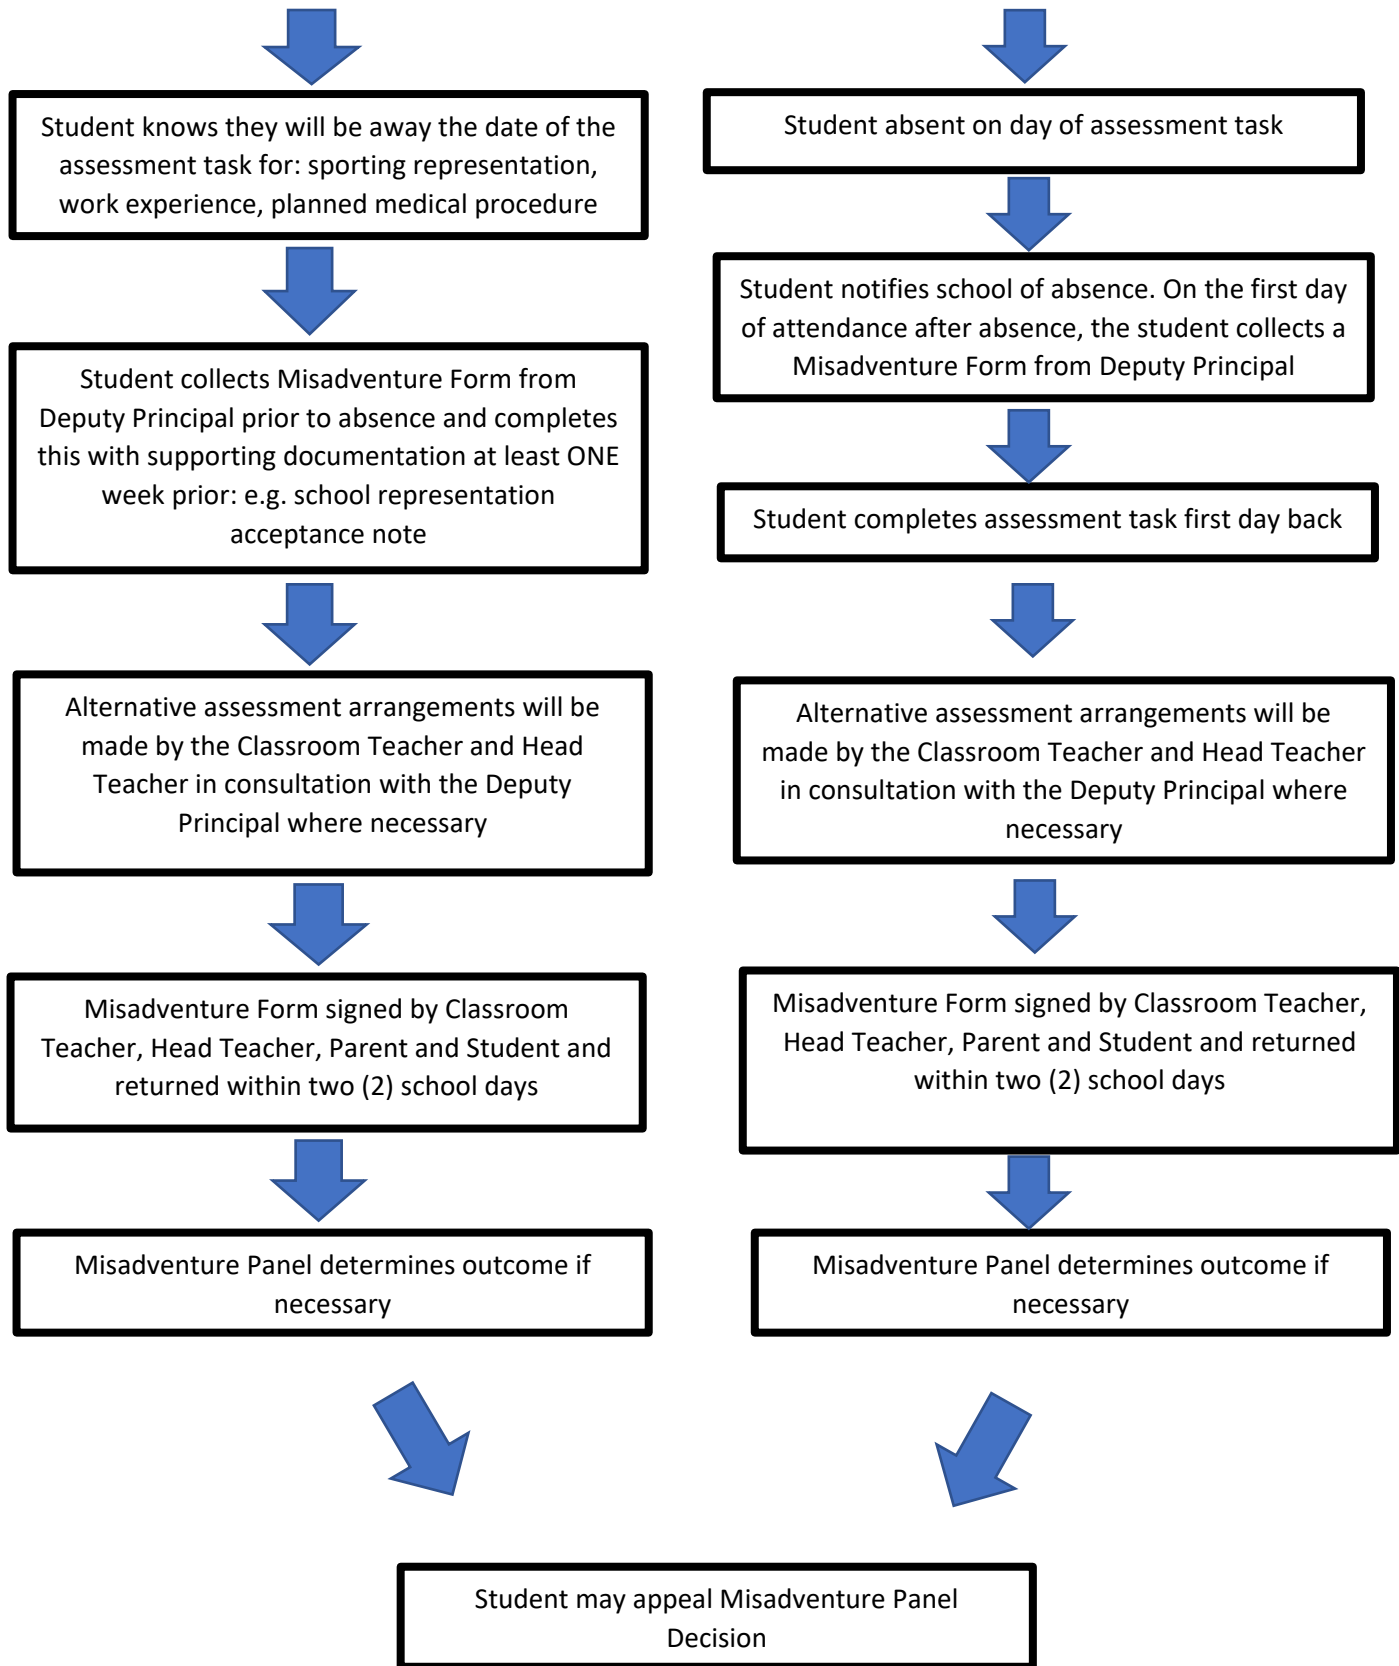 Student knows they will be away the date of the
assessment task for: sporting representation,
work experience, planned medical procedure
Student collects Misadventure Form from
Deputy Principal prior to absence and completes
this with supporting documentation at least ONE
week prior: e.g. school representation
acceptance note
Alternative assessment arrangements will be
made by the Classroom Teacher and Head
Teacher in consultation with the Deputy
Principal where necessary
Misadventure Form signed by Classroom
Teacher, Head Teacher, Parent and Student and
returned within two (2) school days
Misadventure Panel determines outcome if
necessary
Student absent on day of assessment task
Student notifies school of absence. On the first day
of attendance after absence, the student collects a
Misadventure Form from Deputy Principal
Student completes assessment task first day back
Alternative assessment arrangements will be
made by the Classroom Teacher and Head Teacher
in consultation with the Deputy Principal where
necessary
Misadventure Form signed by Classroom Teacher,
Head Teacher, Parent and Student and returned
within two (2) school days
Misadventure Panel determines outcome if
necessary
Student may appeal Misadventure Panel
Decision